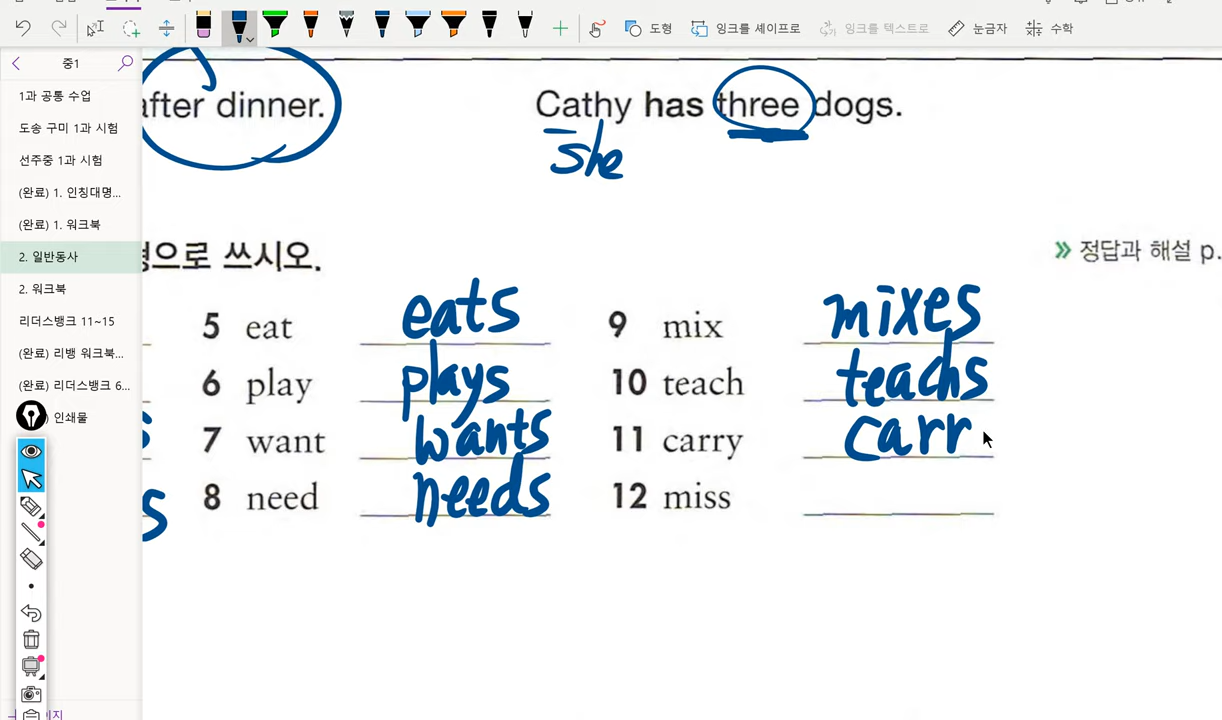 도형
잉크를 셰이프로
잉크를 텍스트로
눈금자
수학
중1
1과 공통 수업
도송 구미 1과 시험
선주중 1과 시험
(완료) 1. 인칭대명...
(완료) 1. 워크북
2. 일반동사
2. 워크북
리더스뱅크 11~15
(완료) 리뱅 워크북...
(완료) 리더스뱅크 6...
인쇄물
after dinner.
Cathy has three dogs.
she
형으로 쓰시오.
정답과 해설 p.
5 eat eats 9 mix mixes
6 play plays 10 teach teachs
7 want wants 11 carry carr
8 need needs 12 miss
s